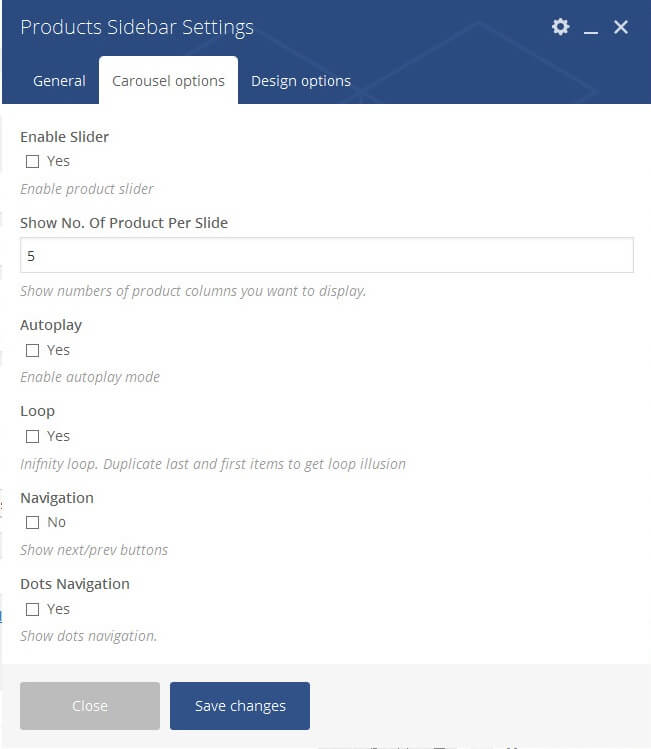 Products Sidebar Settings
General Carousel options Design options
Enable Slider
Yes
Enable product slider
Show No. Of Product Per Slide
5
Show numbers of product columns you want to display.
Autoplay
Yes
Enable autoplay mode
Loop
Yes
Inifnity loop. Duplicate last and first items to get loop illusion
Navigation
No
Show next/prev buttons
Dots Navigation
Yes
Show dots navigation.
Close Save changes